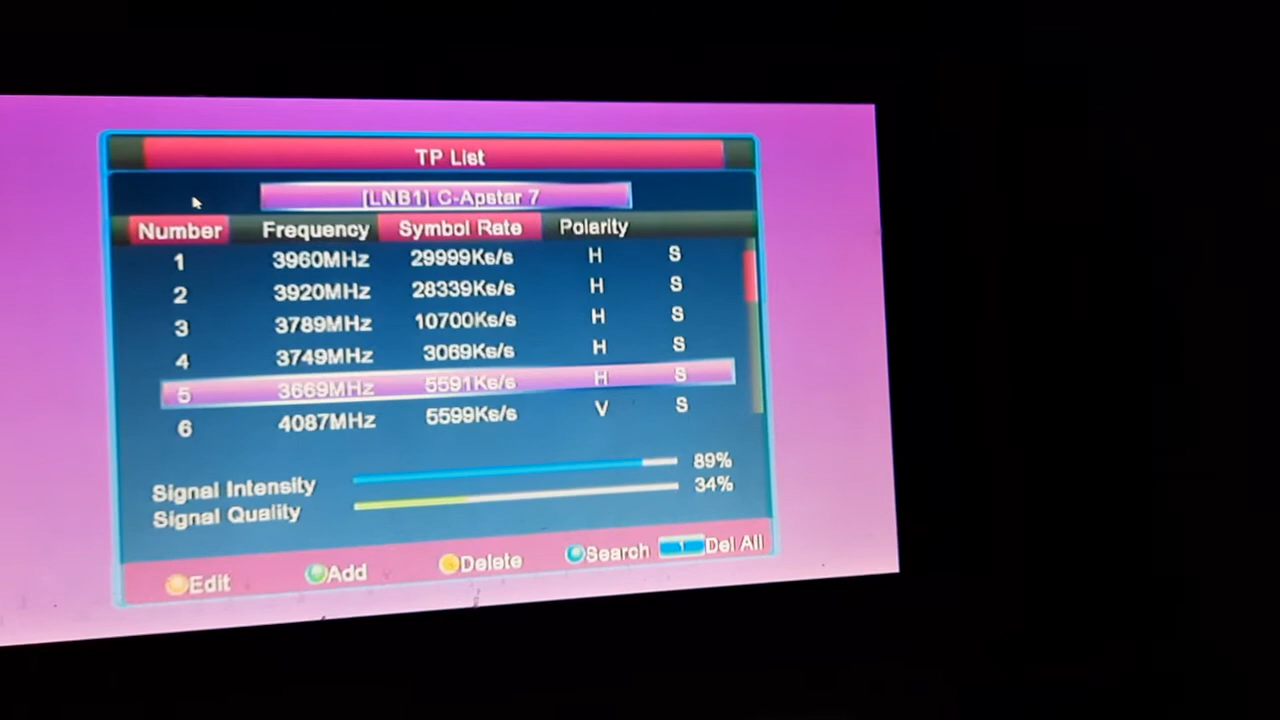 TP List
[LNB1] C-Apstar 7
Number Frequency Symbol Rate Polarity
1 3960MHz 29999Ks/s H S
2 3920MHz 28339Ks/s H S
3 3789MHz 10700Ks/s H S
4 3749MHz 3069Ks/s H S
5 3669MHz 5591Ks/s H S
6 4087MHz 5599Ks/s V S
Signal Intensity 89%
Signal Quality 34%
Edit Add Delete Search 1 Del All